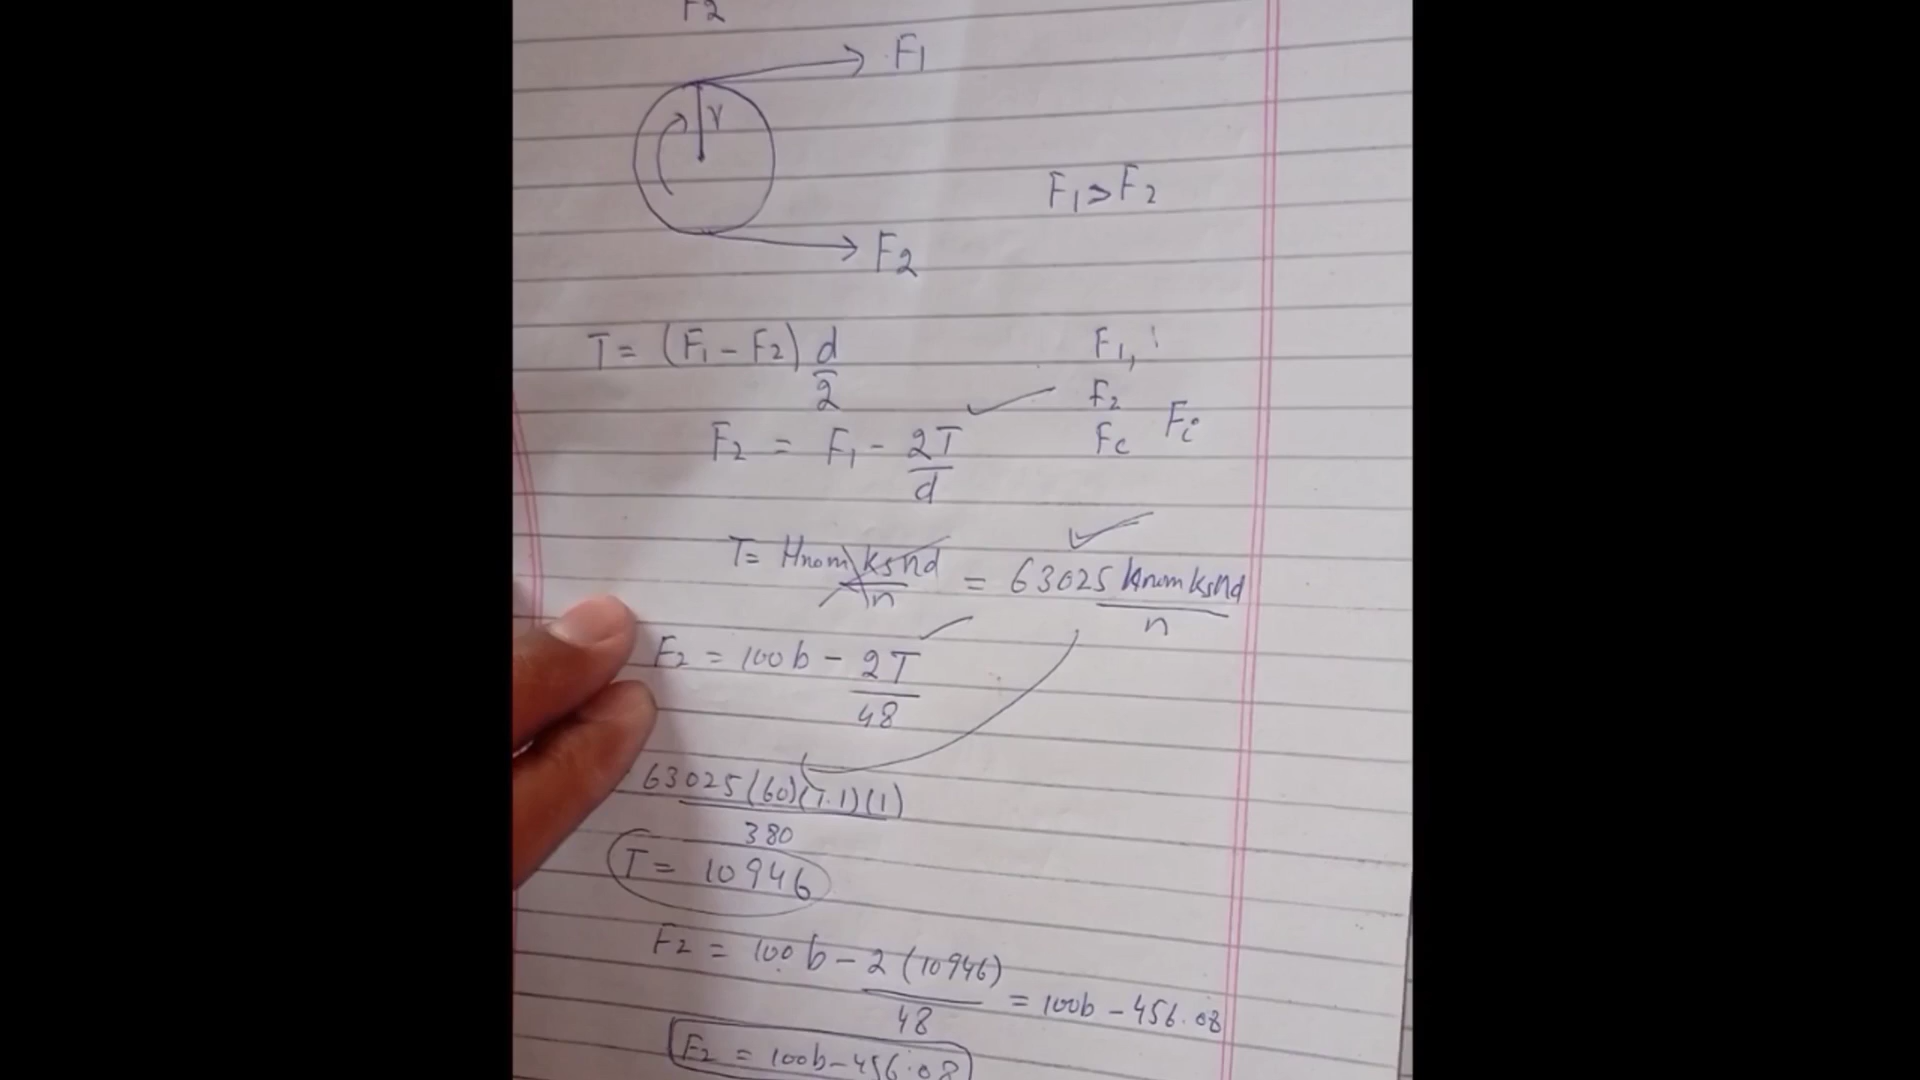 F2
F1
r
F1 > F2
F2
T = (F1 - F2) d/2
F1,
F2 = F1 - 2T/d
F2
Fc Fi
T = Hnom ks nd / n = 63025 Hnom ks nd / n
F2 = 100b - 2T/48
63025(60)(1.1)(1) / 380
T = 10946
F2 = 100b - 2(10946)/48 = 100b - 456.08
F2 = 100b - 456.08